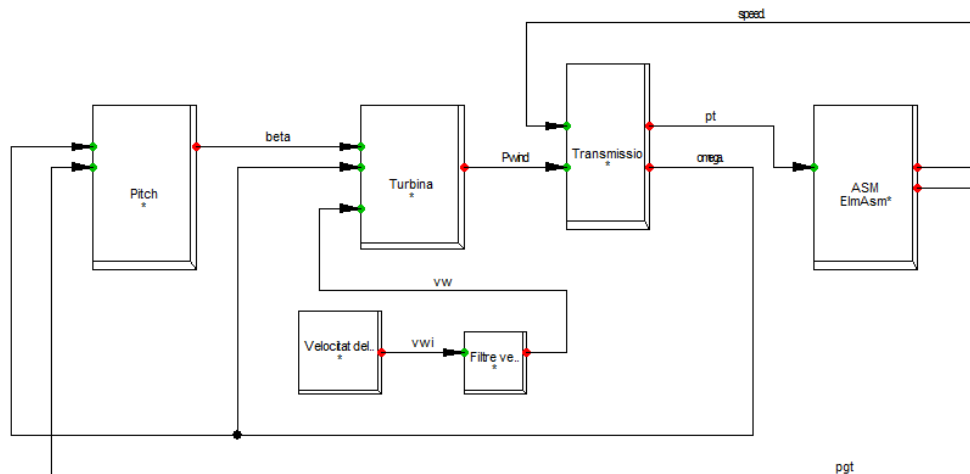 speed
beta
Pwind
pt
omega
Pitch
*
Turbina
*
Transmissio
*
ASM
ElmAsm*
vw
Velocitat del..
*
vwi
Filtre ve..
*
pgt